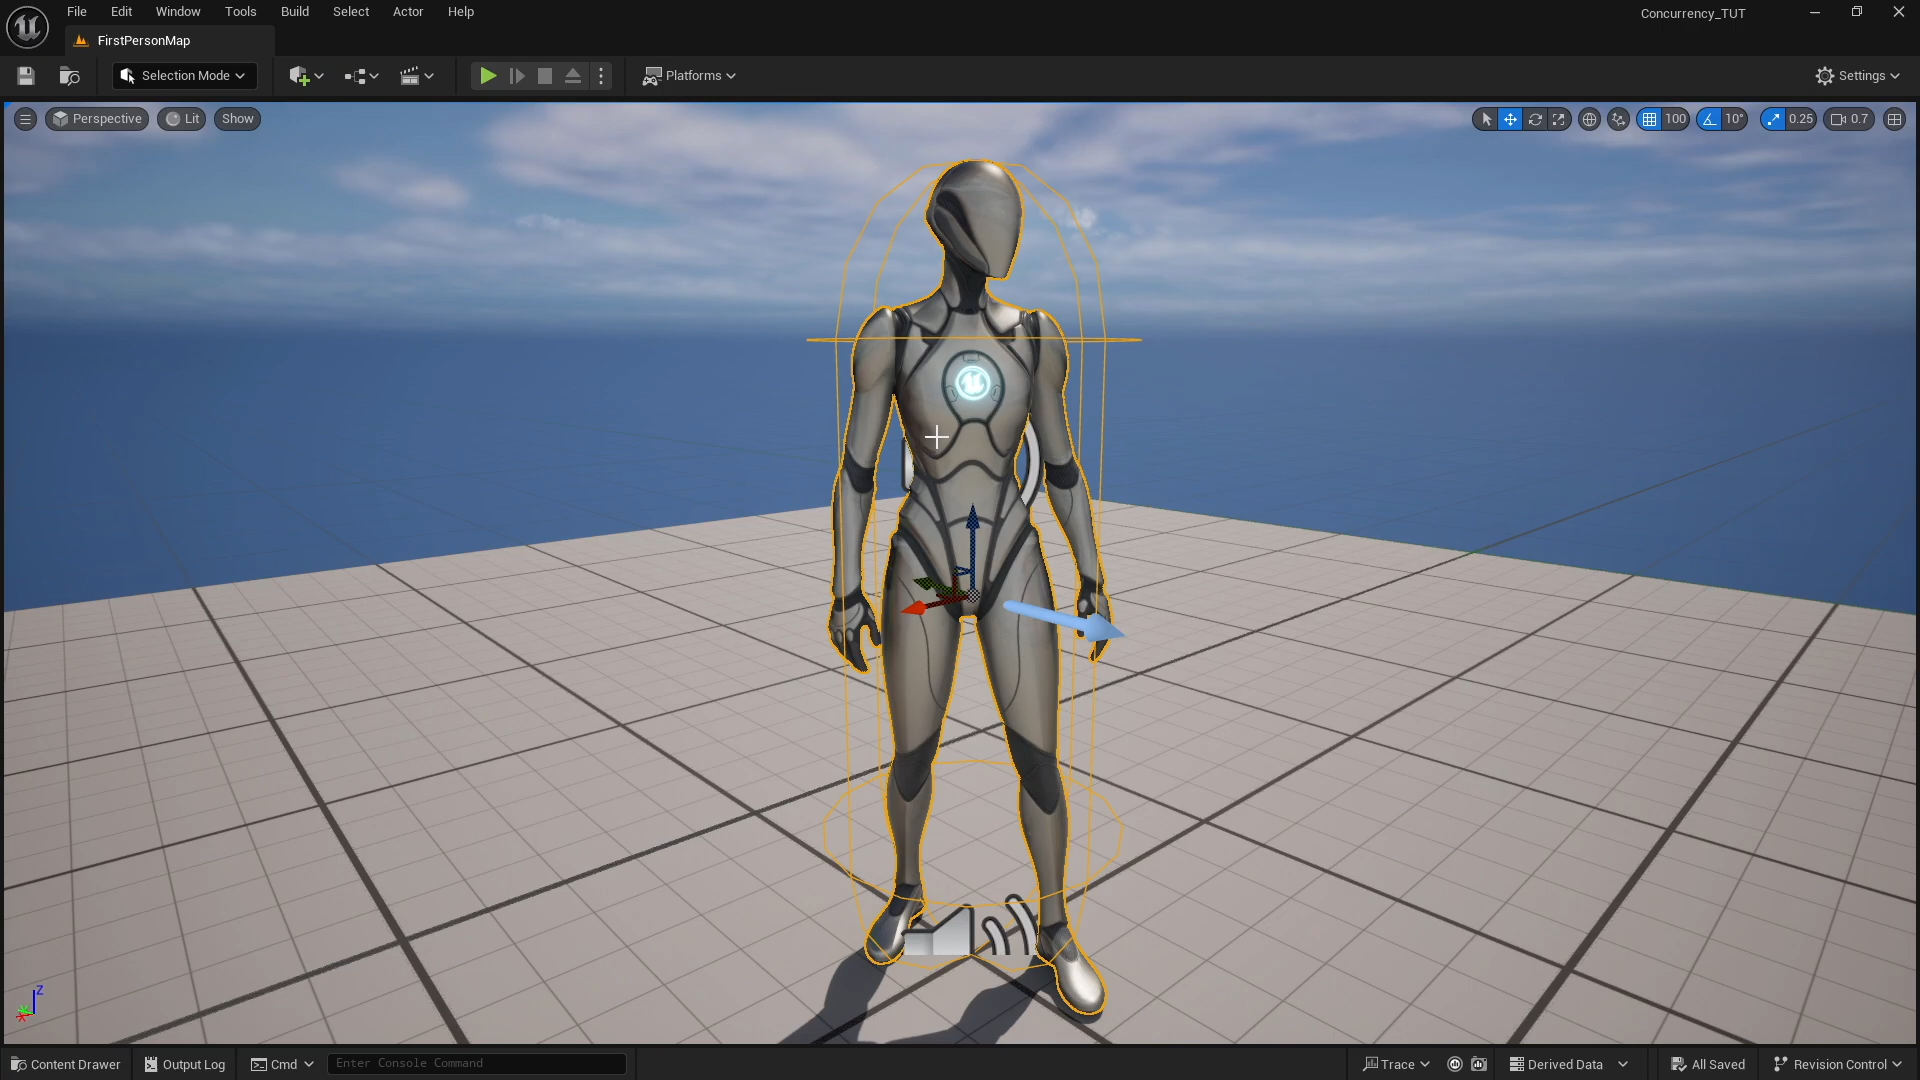 File Edit Window Tools Build Select Actor Help
Concurrency_TUT
FirstPersonMap
Selection Mode
Platforms
Settings
Perspective Lit Show
100 10° 0.25 0.7
Z
Content Drawer Output Log Cmd Enter Console Command
Trace Derived Data All Saved Revision Control